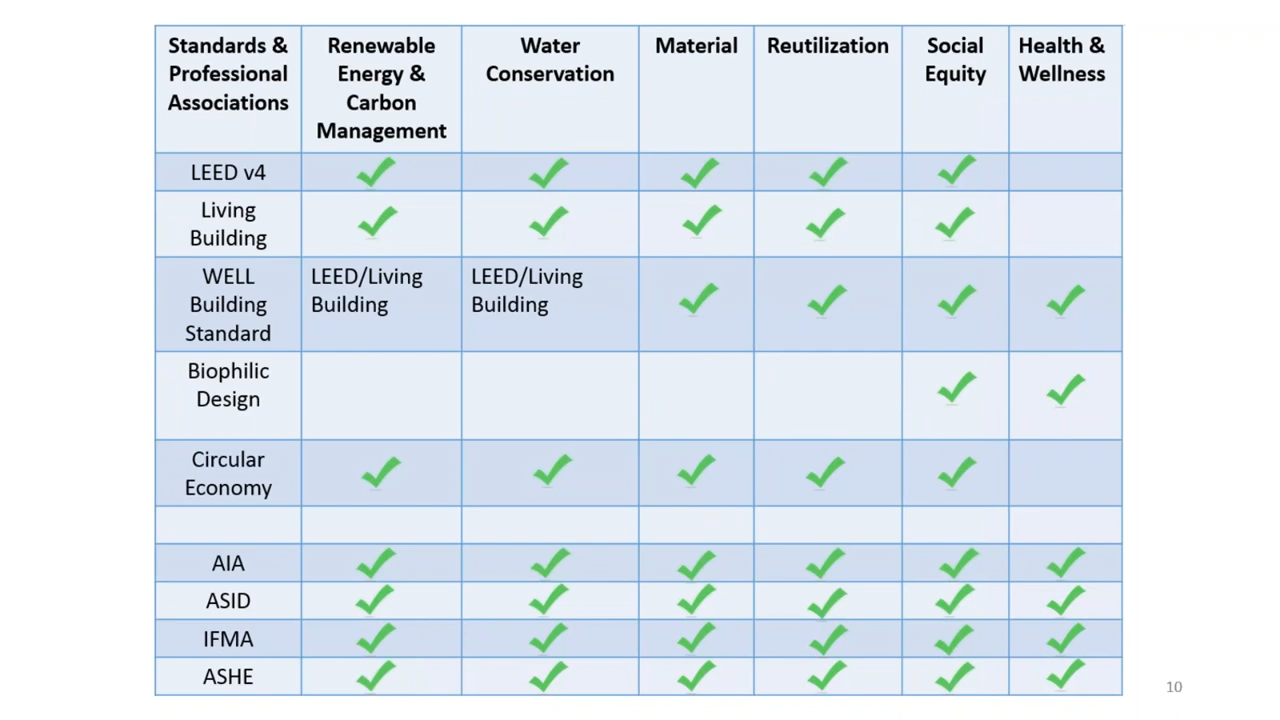 Standards & Professional Associations
Renewable Energy & Carbon Management
Water Conservation
Material
Reutilization
Social Equity
Health & Wellness
LEED v4
Living
Building
WELL
Building
Standard
LEED/Living
Building
LEED/Living
Building
Biophilic
Design
Circular
Economy
AIA
ASID
IFMA
ASHE
10